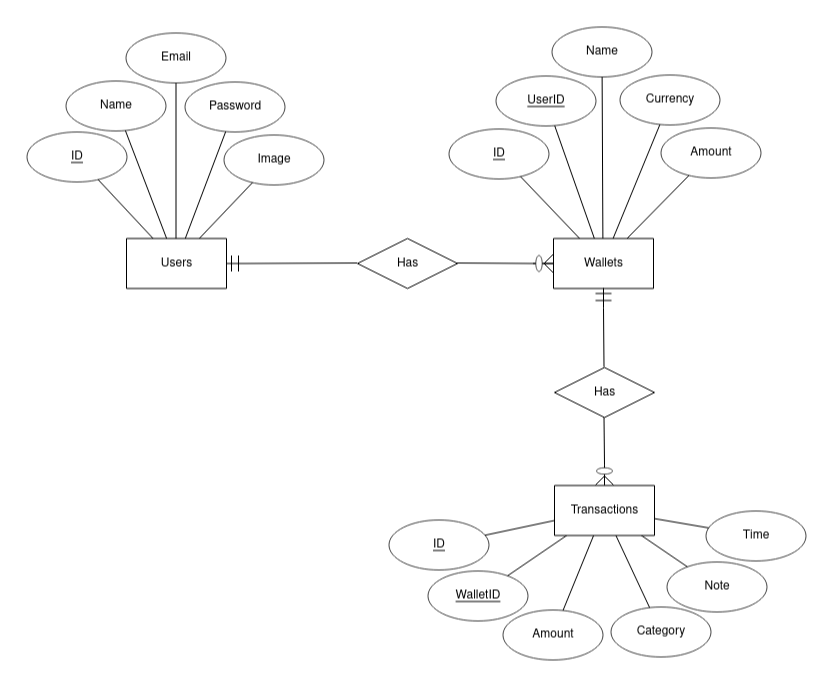 Email
Name
Password
ID
Image
Users
Has
Name
UserID
Currency
ID
Amount
Wallets
Has
Transactions
ID
WalletID
Amount
Category
Note
Time